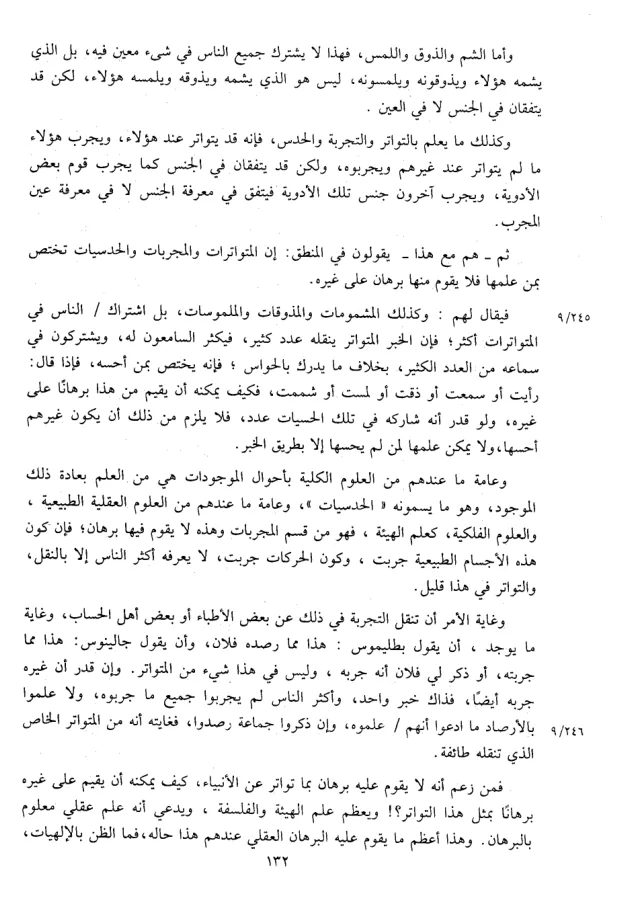 وأما الشم والذوق واللمس، فهذا لا يشترك جميع الناس في شىء معين فيه، بل الذي
يشمه هؤلاء ويذوقونه ويلمسونه، ليس هو الذي يشمه ويذوقه ويلمسه هؤلاء، لكن قد
يتفقان في الجنس لا في العين .
وكذلك ما يعلم بالتواتر والتجربة والحدس، فإنه قد يتواتر عند هؤلاء، ويجرب هؤلاء
ما لم يتواتر عند غيرهم ويجربوه، ولكن قد يتفقان في الجنس كما يجرب قوم بعض
الأدوية، ويجرب آخرون جنس تلك الأدوية فيتفق في معرفة الجنس لا في معرفة عين
المجرب.
ثم ـ هم مع هذا ـ يقولون في المنطق: إن المتواترات والمجربات والحدسيات تختص
بمن علمها فلا يقوم منها برهان على غيره.
فيقال لهم : وكذلك المشمومات والمذوقات والملموسات، بل اشتراك / الناس في
٩/٢٤٥
المتواترات أكثر؛ فإن الخبر المتواتر ينقله عدد كثير، فيكثر السامعون له، ويشتركون في
سماعه من العدد الكثير، بخلاف ما يدرك بالحواس ؛ فإنه يختص بمن أحسه، فإذا قال:
رأيت أو سمعت أو ذقت أو لمست أو شممت، فكيف يمكنه أن يقيم من هذا برهانًا على
غيره، ولو قدر أنه شاركه في تلك الحسيات عدد، فلا يلزم من ذلك أن يكون غيرهم
أحسها،ولا يمكن علمها لمن لم يحسها إلا بطريق الخبر.
وعامة ما عندهم من العلوم الكلية بأحوال الموجودات هي من العلم بعادة ذلك
الموجود، وهو ما يسمونه « الحدسيات »، وعامة ما عندهم من العلوم العقلية الطبيعية ،
والعلوم الفلكية، كعلم الهيئة ، فهو من قسم المجربات وهذه لا يقوم فيها برهان؛ فإن كون
هذه الأجسام الطبيعية جربت ، وكون الحركات جربت، لا يعرفه أكثر الناس إلا بالنقل،
والتواتر في هذا قليل.
وغاية الأمر أن تنقل التجربة في ذلك عن بعض الأطباء أو بعض أهل الحساب، وغاية
ما يوجد ، أن يقول بطليموس : هذا مما رصده فلان، وأن يقول جالينوس: هذا مما
جربته، أو ذكر لي فلان أنه جربه ، وليس في هذا شيء من المتواتر. وإن قدر أن غيره
جربه أيضًا، فذاك خبر واحد، وأكثر الناس لم يجربوا جميع ما جربوه، ولا علموا
بالأرصاد ما ادعوا أنهم / علموه، وإن ذكروا جماعة رصدوا، فغايته أنه من المتواتر الخاص
٩/٢٤٦
الذي تنقله طائفة.
فمن زعم أنه لا يقوم عليه برهان بما تواتر عن الأنبياء، كيف يمكنه أن يقيم على غيره
برهانًا بمثل هذا التواتر؟! ويعظم علم الهيئة والفلسفة ، ويدعي أنه علم عقلي معلوم
بالبرهان. وهذا أعظم ما يقوم عليه البرهان العقلي عندهم هذا حاله،فما الظن بالإلهيات،
١٣٢